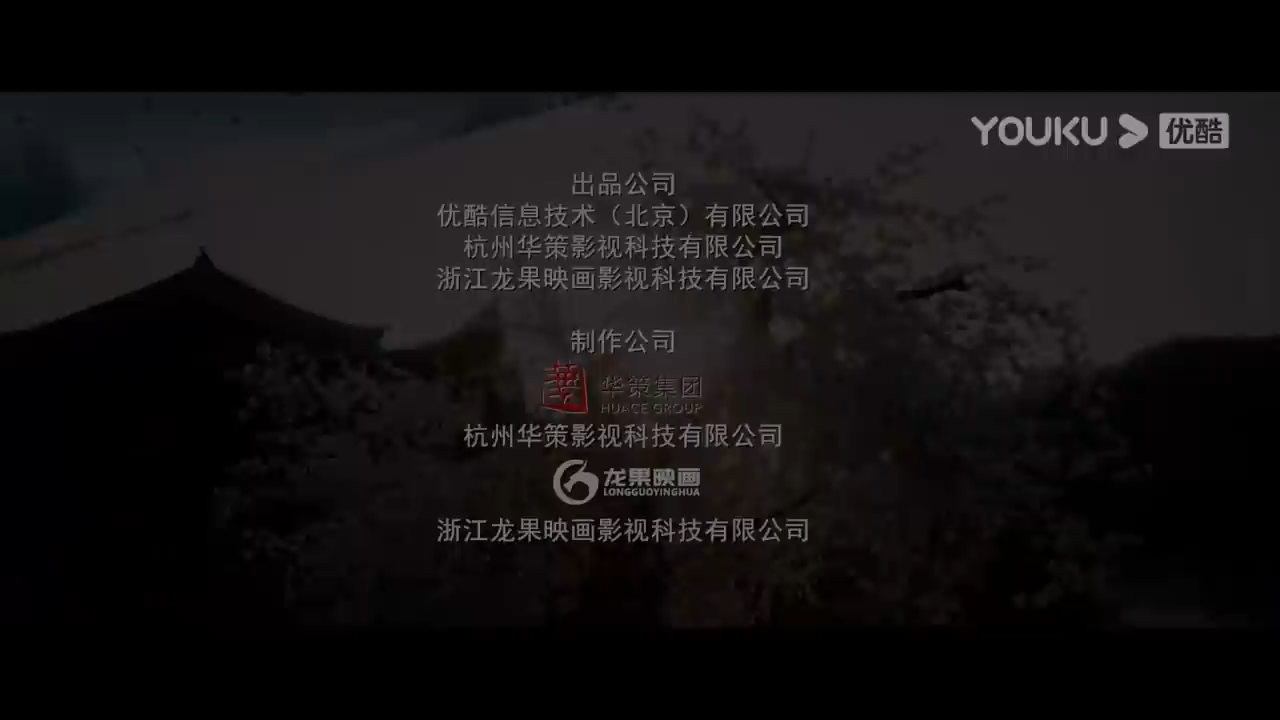 YOUKU 优酷
出品公司
优酷信息技术（北京）有限公司
杭州华策影视科技有限公司
浙江龙果映画影视科技有限公司
制作公司
華 华策集团
HUACE GROUP
杭州华策影视科技有限公司
龙果映画
LONGGUOYINGHUA
浙江龙果映画影视科技有限公司